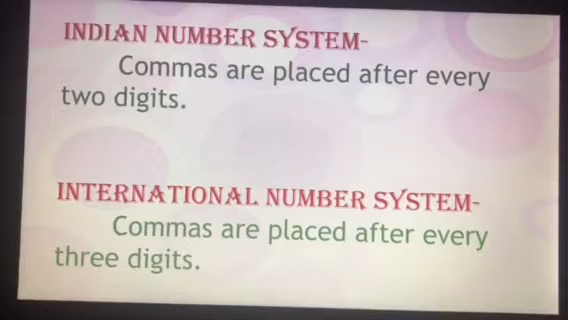 INDIAN NUMBER SYSTEM-
Commas are placed after every
two digits.
INTERNATIONAL NUMBER SYSTEM-
Commas are placed after every
three digits.